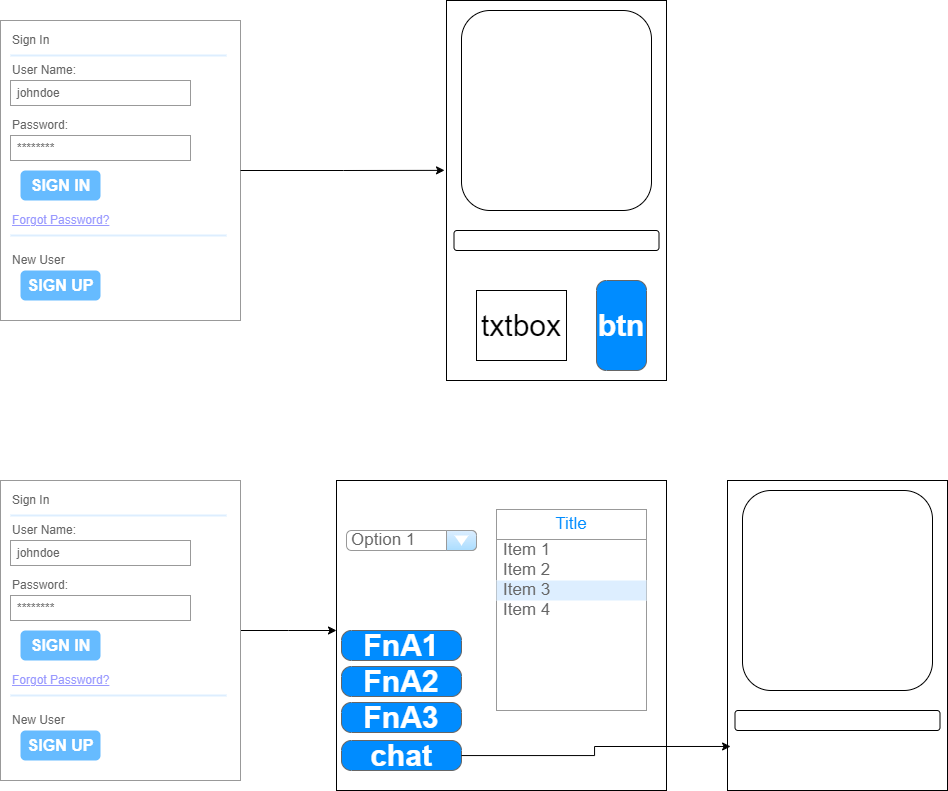 Sign In
User Name:
johndoe
Password:
********
SIGN IN
Forgot Password?
New User
SIGN UP
txtbox
btn
Sign In
User Name:
johndoe
Password:
********
SIGN IN
Forgot Password?
New User
SIGN UP
Option 1
FnA1
FnA2
FnA3
chat
Title
Item 1
Item 2
Item 3
Item 4